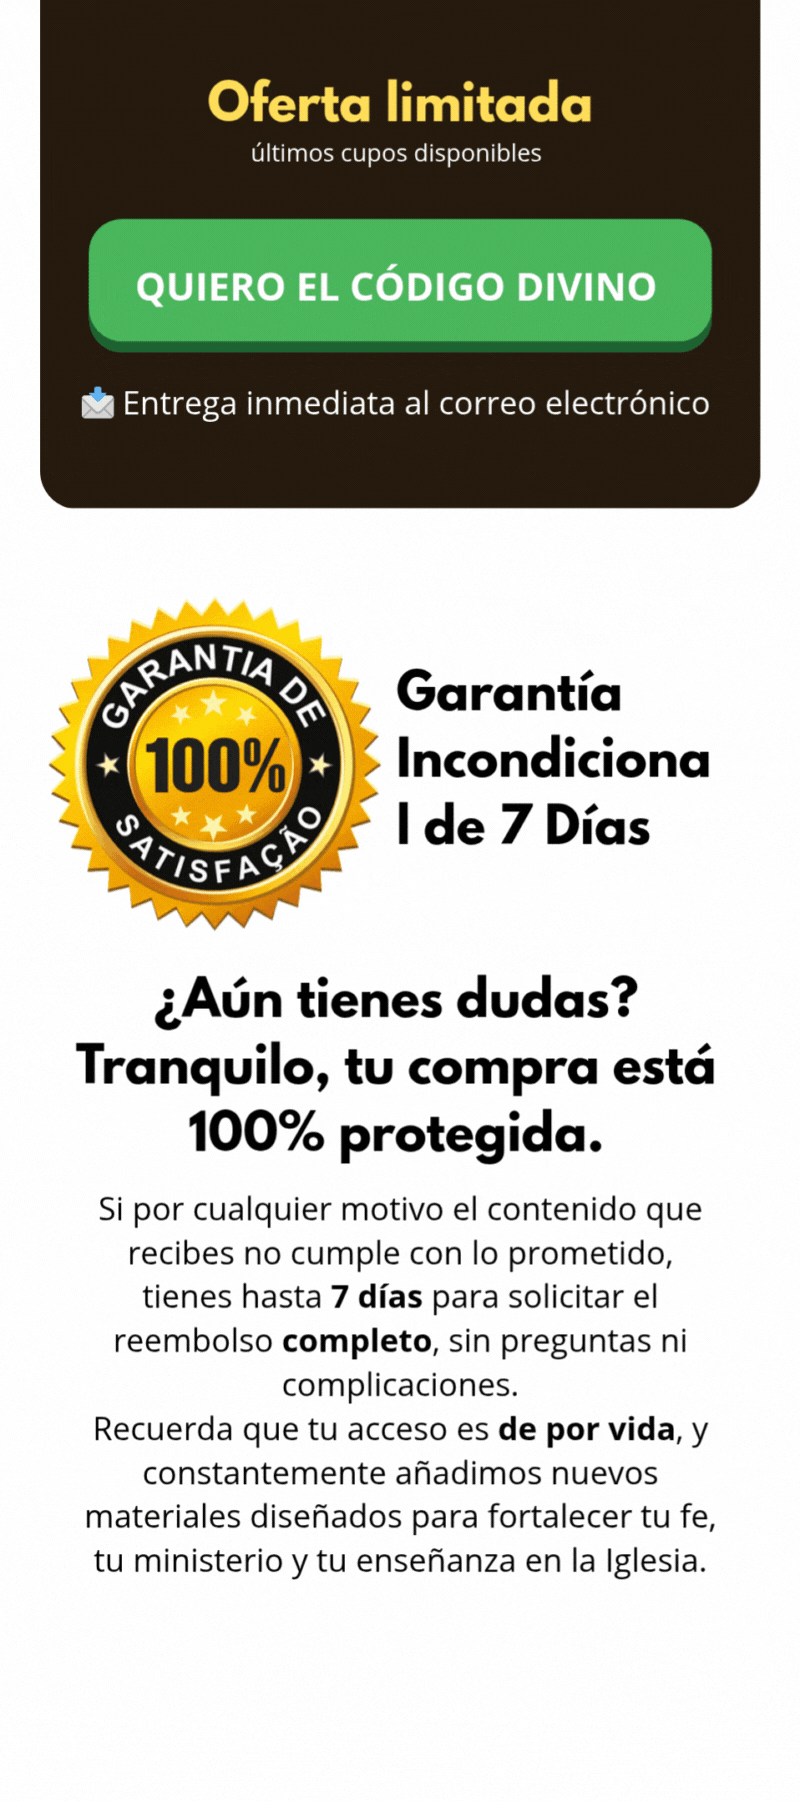 Oferta limitada
últimos cupos disponibles
QUIERO EL CÓDIGO DIVINO
📩 Entrega inmediata al correo electrónico
GARANTIA DE
100%
SATISFAÇÃO
Garantía
Incondiciona
l de 7 Días
¿Aún tienes dudas?
Tranquilo, tu compra está
100% protegida.
Si por cualquier motivo el contenido que
recibes no cumple con lo prometido,
tienes hasta 7 días para solicitar el
reembolso completo, sin preguntas ni
complicaciones.
Recuerda que tu acceso es de por vida, y
constantemente añadimos nuevos
materiales diseñados para fortalecer tu fe,
tu ministerio y tu enseñanza en la Iglesia.